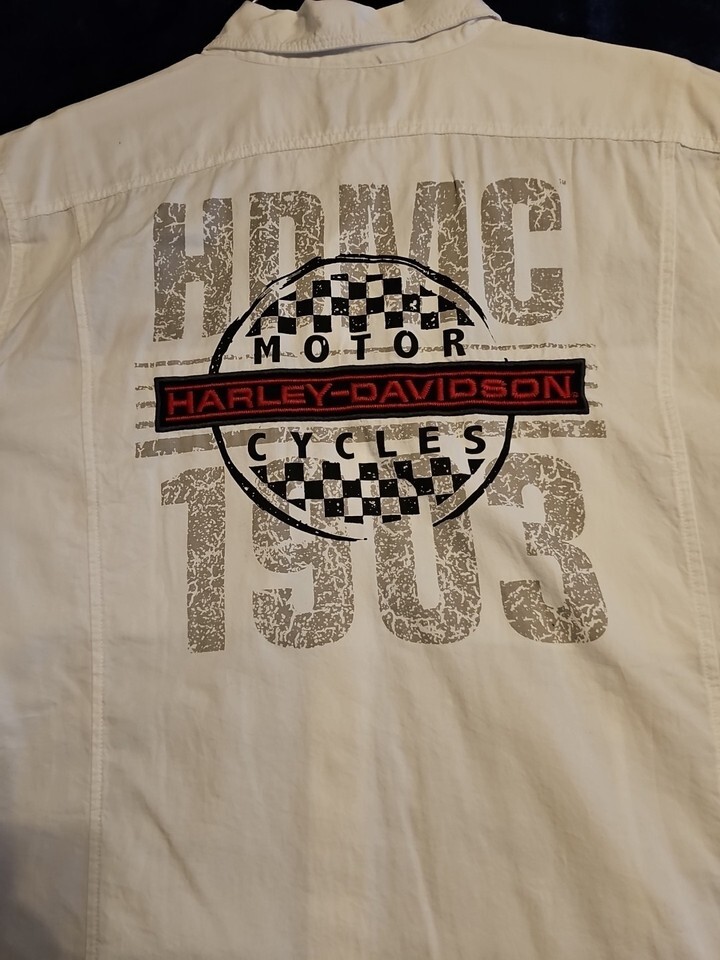 HDMC
MOTOR
HARLEY-DAVIDSON
CYCLES
1903